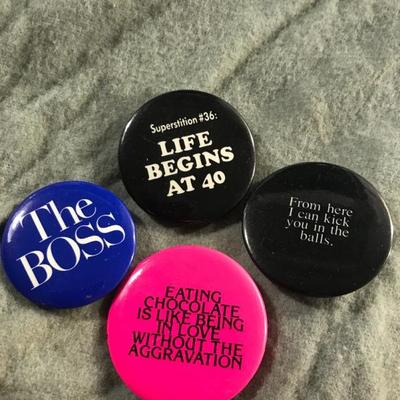 Superstition #36:
LIFE
BEGINS
AT 40
The
BOSS
From here
I can kick
you in the
balls.
EATING
CHOCOLATE
IS LIKE BEING
IN LOVE
WITHOUT THE
AGGRAVATION